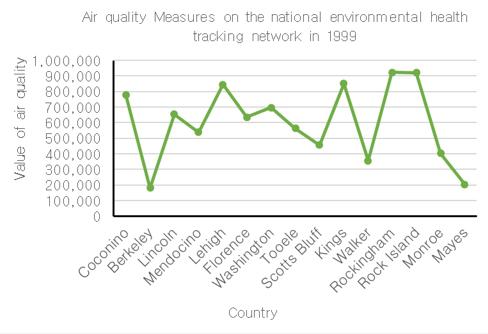 Air quality Measures on the national environmental health
tracking network in 1999
Value of air quality
1,000,000
900,000
800,000
700,000
600,000
500,000
400,000
300,000
200,000
100,000
0
Coconino
Berkeley
Lincoln
Mendocino
Lehigh
Florence
Washington
Tooele
Scotts Bluff
Kings
Walker
Rockingham
Rock Island
Monroe
Mayes
Country